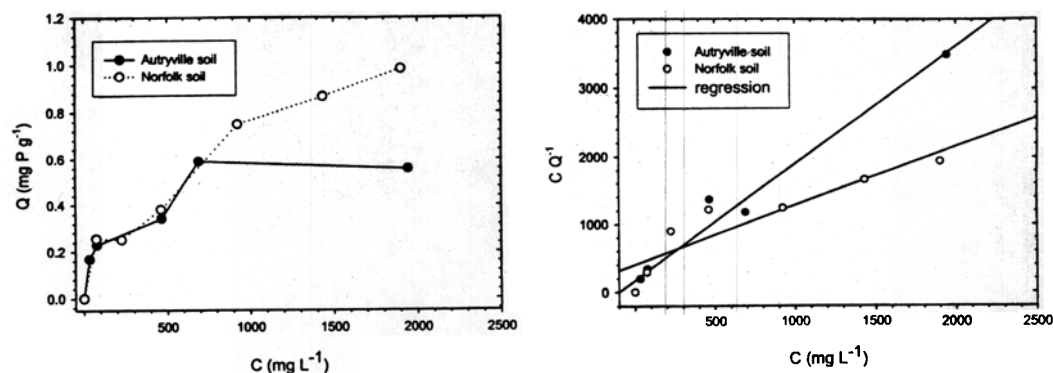 Q (mg P g⁻¹)
1.2
1.0
0.8
0.6
0.4
0.2
0.0
Autryville soil
Norfolk soil
500
1000
1500
2000
2500
C (mg L⁻¹)
C Q⁻¹
4000
3000
2000
1000
0
Autryville soil
Norfolk soil
regression
500
1000
1500
2000
2500
C (mg L⁻¹)